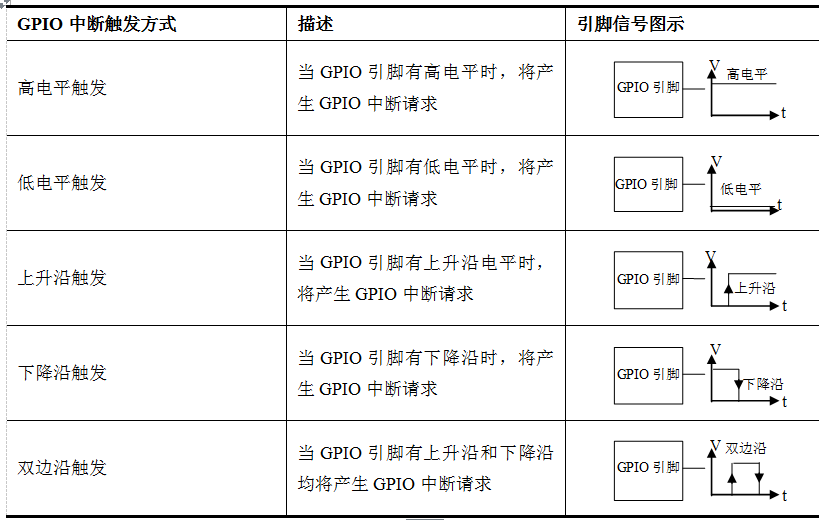 GPIO 中断触发方式
描述
引脚信号图示
高电平触发
当 GPIO 引脚有高电平时，将产
生 GPIO 中断请求
GPIO 引脚
V
高电平
t
低电平触发
当 GPIO 引脚有低电平时，将产
生 GPIO 中断请求
GPIO 引脚
V
低电平
t
上升沿触发
当 GPIO 引脚有上升沿电平时，
将产生 GPIO 中断请求
GPIO 引脚
V
上升沿
t
下降沿触发
当 GPIO 引脚有下降沿时，将产
生 GPIO 中断请求
GPIO 引脚
V
下降沿
t
双边沿触发
当 GPIO 引脚有上升沿和下降沿
均将产生 GPIO 中断请求
GPIO 引脚
V
双边沿
t